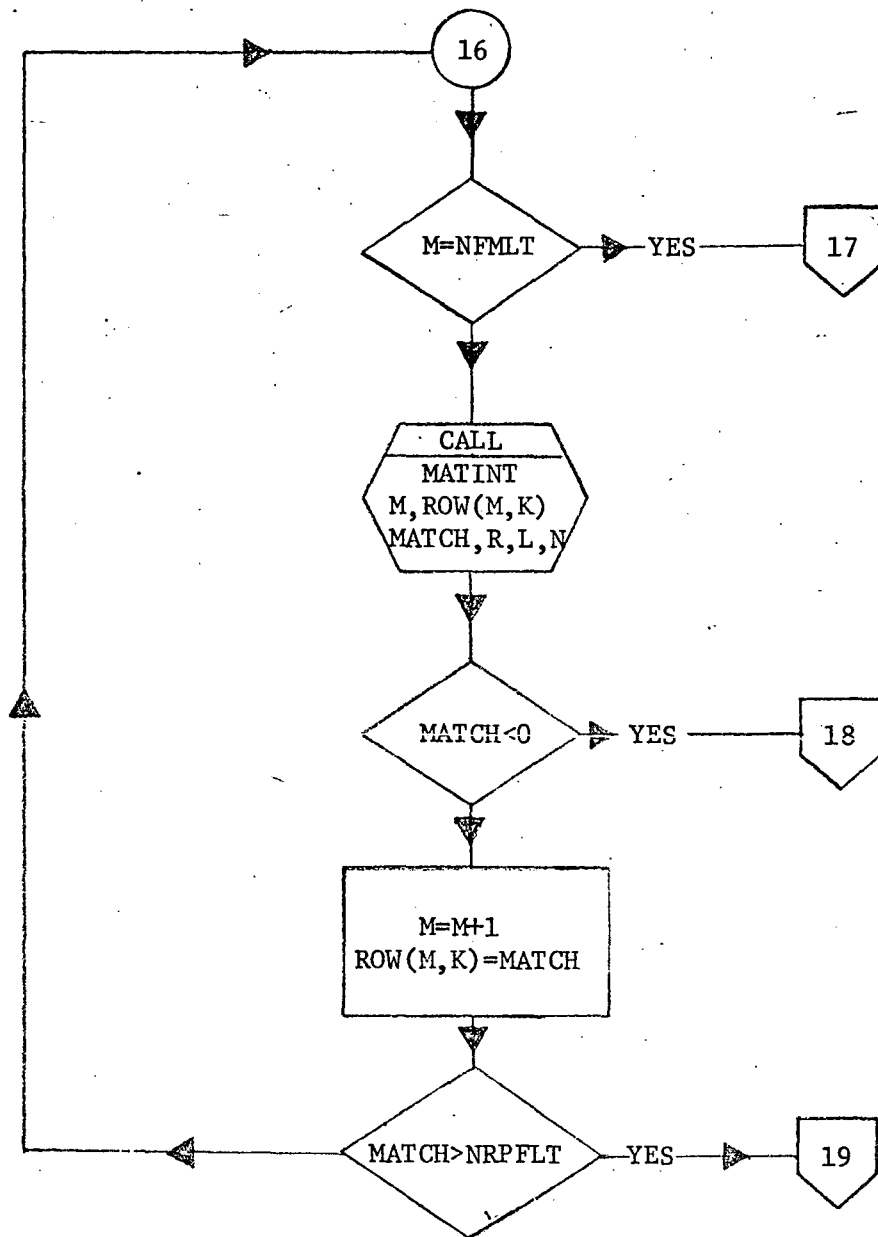 16
M=NFMLT
YES
17
CALL
MATINT
M,ROW(M,K)
MATCH,R,L,N
MATCH<0
YES
18
M=M+1
ROW(M,K)=MATCH
MATCH>NRPFLT
YES
19